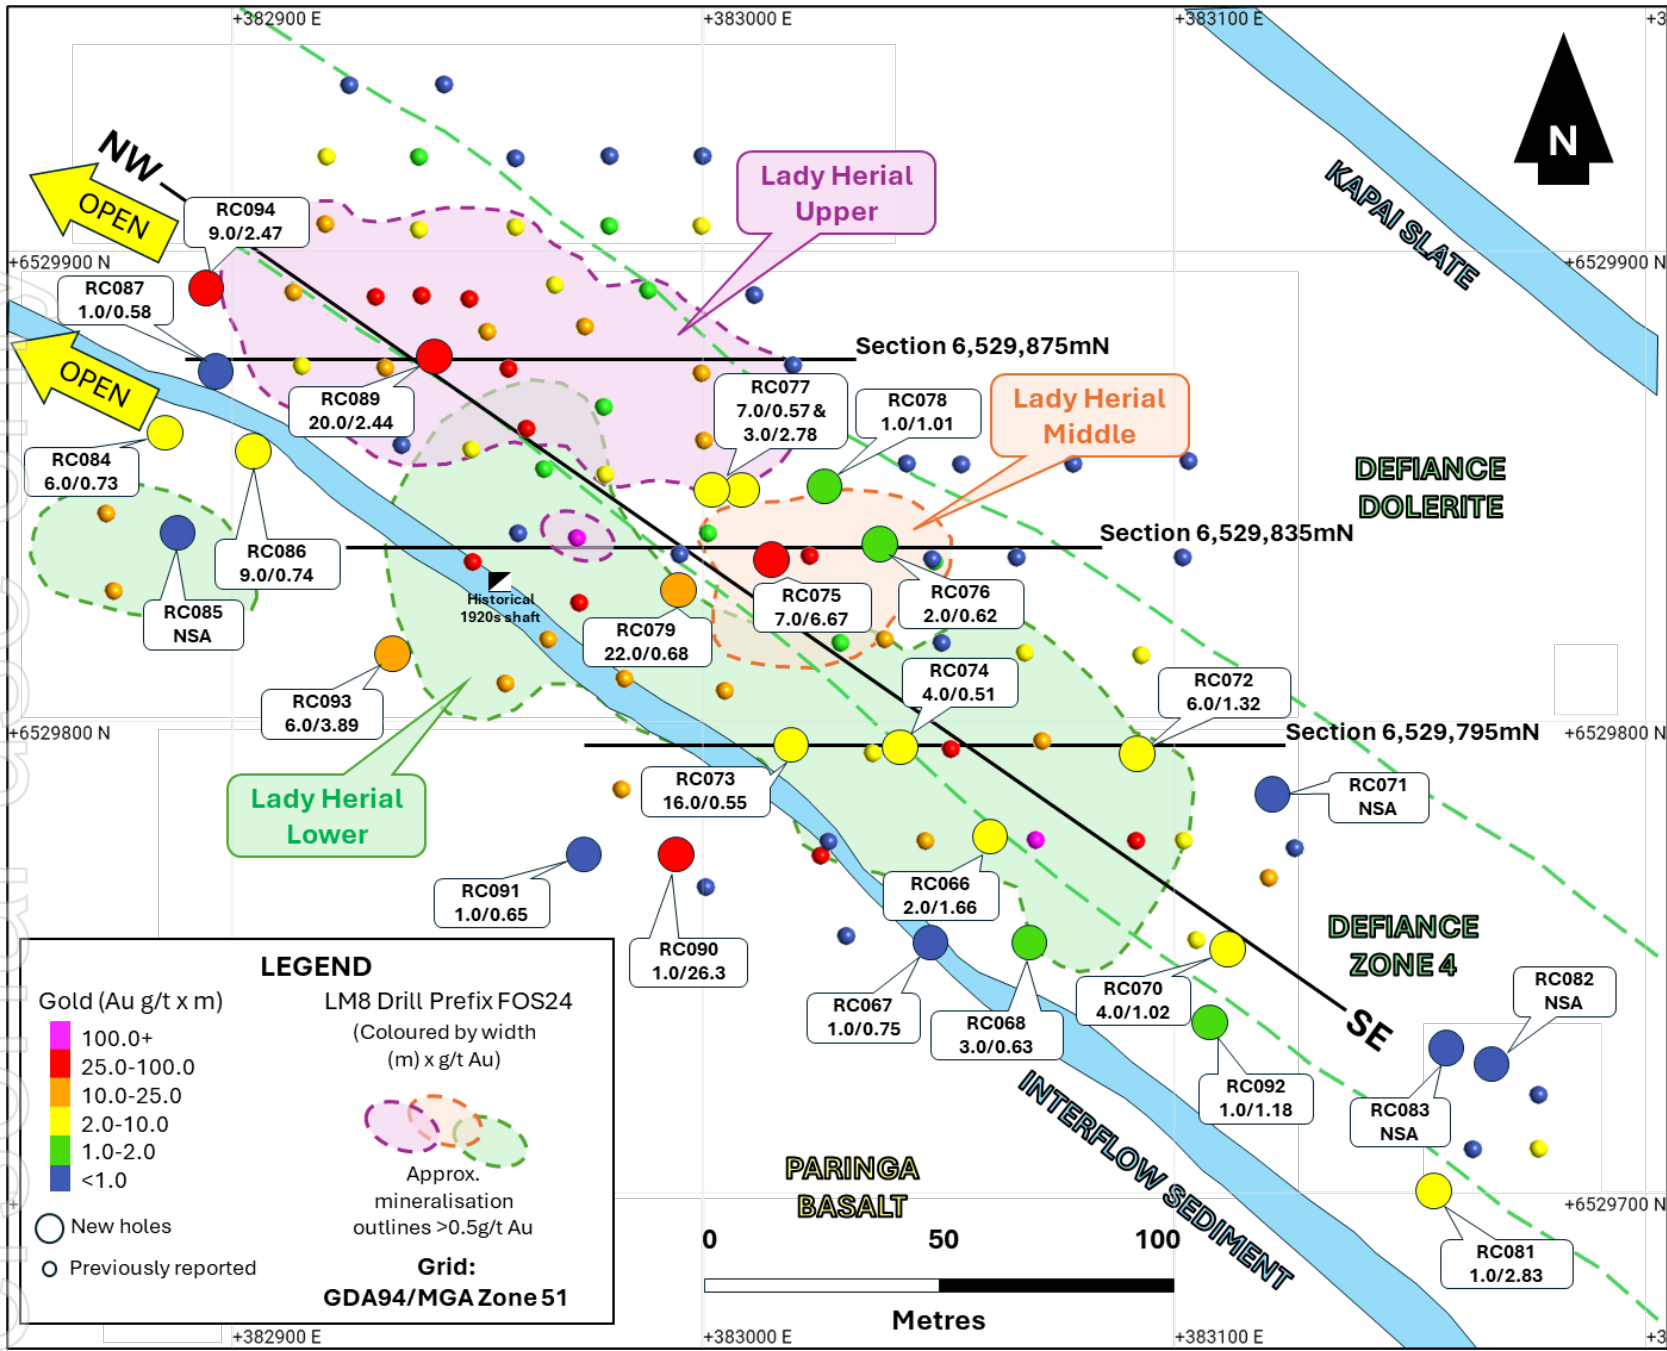 +382900 E
+383000 E
+383100 E
+3
N
NW
OPEN
RC094
9.0/2.47
Lady Herial
Upper
KAPAI SLATE
+6529900 N
+6529900 N
RC087
1.0/0.58
OPEN
Section 6,529,875mN
RC089
20.0/2.44
RC077
7.0/0.57 &
3.0/2.78
RC078
1.0/1.01
Lady Herial
Middle
RC084
6.0/0.73
DEFIANCE
DOLERITE
Section 6,529,835mN
RC086
9.0/0.74
RC085
NSA
Historical
1920s shaft
RC079
22.0/0.68
RC075
7.0/6.67
RC076
2.0/0.62
RC093
6.0/3.89
RC074
4.0/0.51
RC072
6.0/1.32
+6529800 N
+6529800 N
Section 6,529,795mN
RC073
16.0/0.55
RC071
NSA
Lady Herial
Lower
RC091
1.0/0.65
RC066
2.0/1.66
RC090
1.0/26.3
DEFIANCE
ZONE 4
RC067
1.0/0.75
RC068
3.0/0.63
RC070
4.0/1.02
SE
RC082
NSA
RC092
1.0/1.18
RC083
NSA
INTERFLOW SEDIMENT
PARINGA
BASALT
+6529700 N
RC081
1.0/2.83
LEGEND
Gold (Au g/t x m)
100.0+
25.0-100.0
10.0-25.0
2.0-10.0
1.0-2.0
<1.0
New holes
Previously reported
LM8 Drill Prefix FOS24
(Coloured by width
(m) x g/t Au)
Approx.
mineralisation
outlines >0.5g/t Au
Grid:
GDA94/MGA Zone 51
0
50
100
Metres
+382900 E
+383000 E
+383100 E
+3